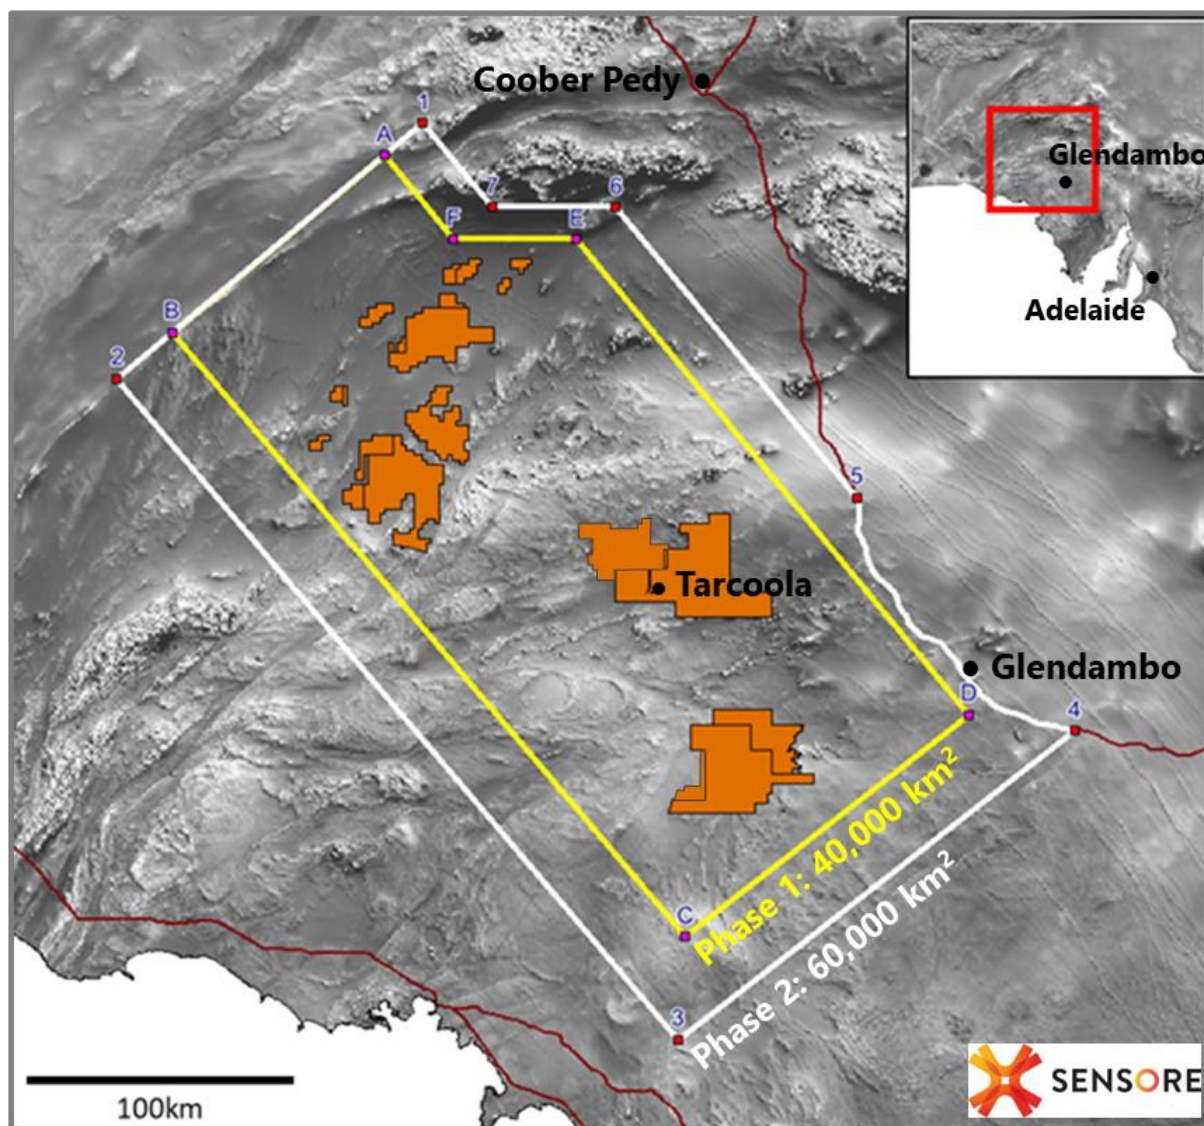 Coober Pedy
1
A
7
6
F
E
B
2
Glendambo
Adelaide
5
Tarcoola
Glendambo
D
4
C
Phase 1: 40,000 km²
3
Phase 2: 60,000 km²
100km
SENSORE